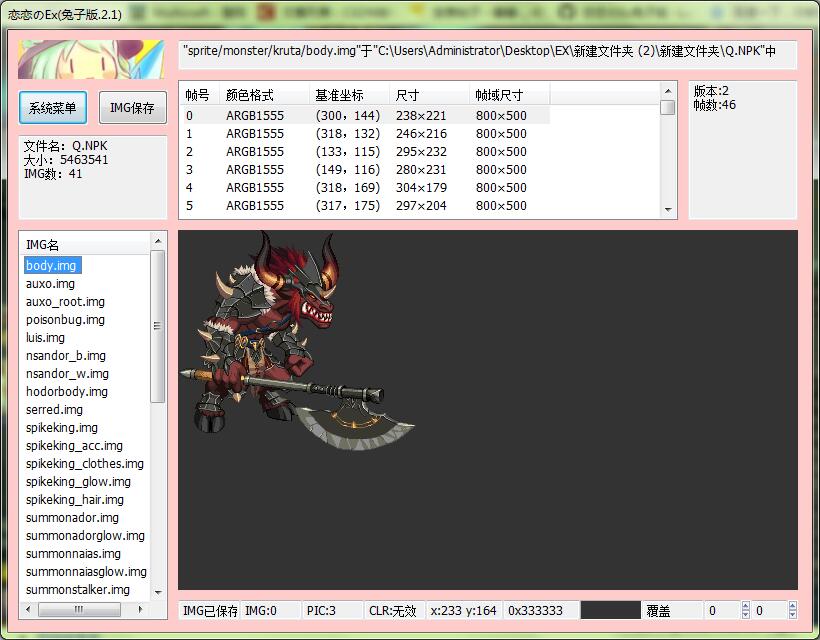 恋恋のEx(兔子版.2.1)
"sprite/monster/kruta/body.img"于"C:\Users\Administrator\Desktop\EX\新建文件夹 (2)\新建文件夹\Q.NPK"中
系统菜单 IMG保存
文件名：Q.NPK
大小：5463541
IMG数：41
帧号 颜色格式 基准坐标 尺寸 帧域尺寸
0 ARGB1555 (300，144) 238×221 800×500
1 ARGB1555 (318，132) 246×216 800×500
2 ARGB1555 (133，115) 295×232 800×500
3 ARGB1555 (149，116) 280×231 800×500
4 ARGB1555 (318，169) 304×179 800×500
5 ARGB1555 (317，175) 297×204 800×500
版本:2
帧数:46
IMG名
body.img
auxo.img
auxo_root.img
poisonbug.img
luis.img
nsandor_b.img
nsandor_w.img
hodorbody.img
serred.img
spikeking.img
spikeking_acc.img
spikeking_clothes.img
spikeking_glow.img
spikeking_hair.img
summonador.img
summonadorglow.img
summonnaias.img
summonnaiasglow.img
summonstalker.img
IMG已保存 IMG:0 PIC:3 CLR:无效 x:233 y:164 0x333333 覆盖 0 0